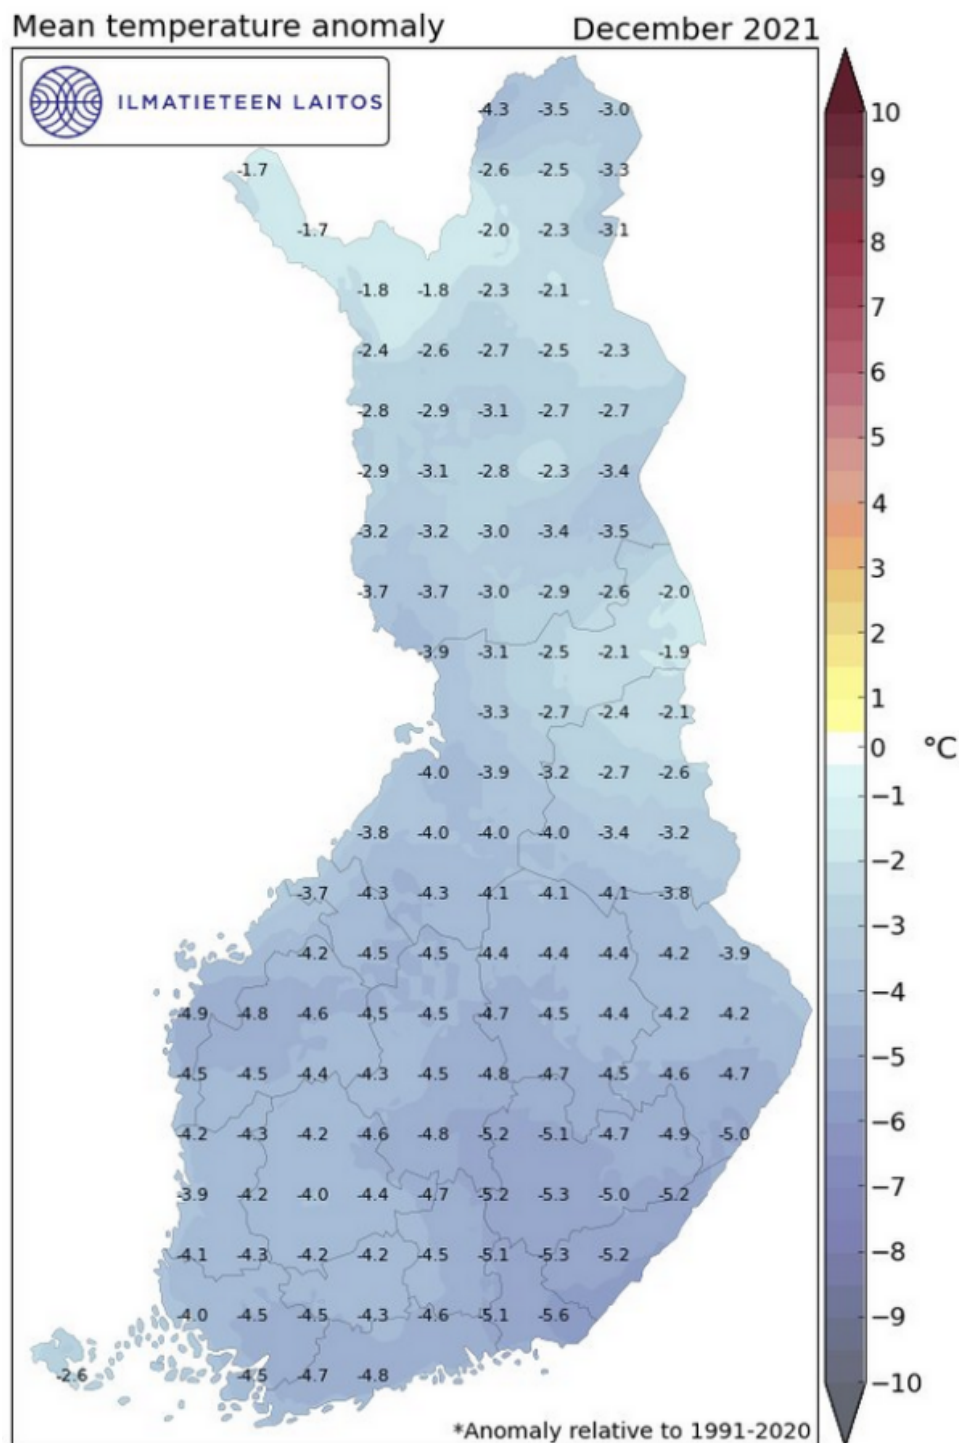 Mean temperature anomaly December 2021
ILMATIETEEN LAITOS
-4.3 -3.5 -3.0
-1.7 -2.6 -2.5 -3.3
-1.7 -2.0 -2.3 -3.1
-1.8 -1.8 -2.3 -2.1
-2.4 -2.6 -2.7 -2.5 -2.3
-2.8 -2.9 -3.1 -2.7 -2.7
-2.9 -3.1 -2.8 -2.3 -3.4
-3.2 -3.2 -3.0 -3.4 -3.5
-3.7 -3.7 -3.0 -2.9 -2.6 -2.0
-3.9 -3.1 -2.5 -2.1 -1.9
-3.3 -2.7 -2.4 -2.1
-4.0 -3.9 -3.2 -2.7 -2.6
-3.8 -4.0 -4.0 -4.0 -3.4 -3.2
-3.7 -4.3 -4.3 -4.1 -4.1 -4.1 -3.8
-4.2 -4.5 -4.5 -4.4 -4.4 -4.4 -4.2 -3.9
-4.9 -4.8 -4.6 -4.5 -4.5 -4.7 -4.5 -4.4 -4.2 -4.2
-4.5 -4.5 -4.4 -4.3 -4.5 -4.8 -4.7 -4.5 -4.6 -4.7
-4.2 -4.3 -4.2 -4.6 -4.8 -5.2 -5.1 -4.7 -4.9 -5.0
-3.9 -4.2 -4.0 -4.4 -4.7 -5.2 -5.3 -5.0 -5.2
-4.1 -4.3 -4.2 -4.2 -4.5 -5.1 -5.3 -5.2
-4.0 -4.5 -4.5 -4.3 -4.6 -5.1 -5.6
-2.6 -4.5 -4.7 -4.8
*Anomaly relative to 1991-2020
10
9
8
7
6
5
4
3
2
1
0
−1
−2
−3
−4
−5
−6
−7
−8
−9
−10
°C